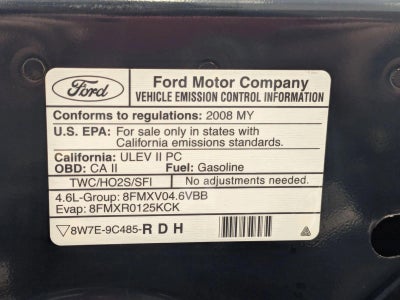 Ford
Ford Motor Company
VEHICLE EMISSION CONTROL INFORMATION
Conforms to regulations: 2008 MY
U.S. EPA: For sale only in states with
California emissions standards.
California: ULEV II PC
OBD: CA II Fuel: Gasoline
TWC/HO2S/SFI No adjustments needed.
4.6L-Group: 8FMXV04.6VBB
Evap: 8FMXR0125KCK
8W7E-9C485-R D H